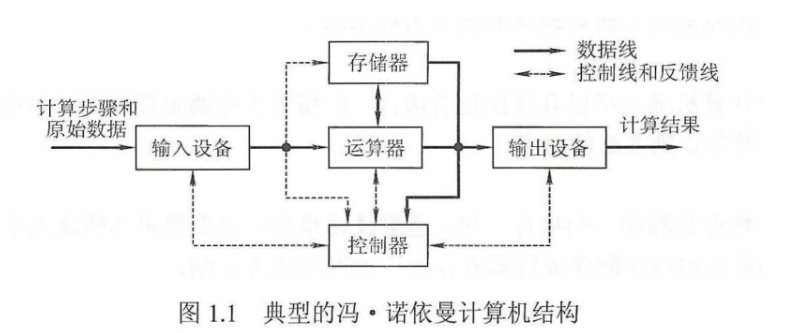 存储器
数据线
控制线和反馈线
计算步骤和
原始数据
输入设备
运算器
输出设备
计算结果
控制器
图 1.1 典型的冯·诺依曼计算机结构